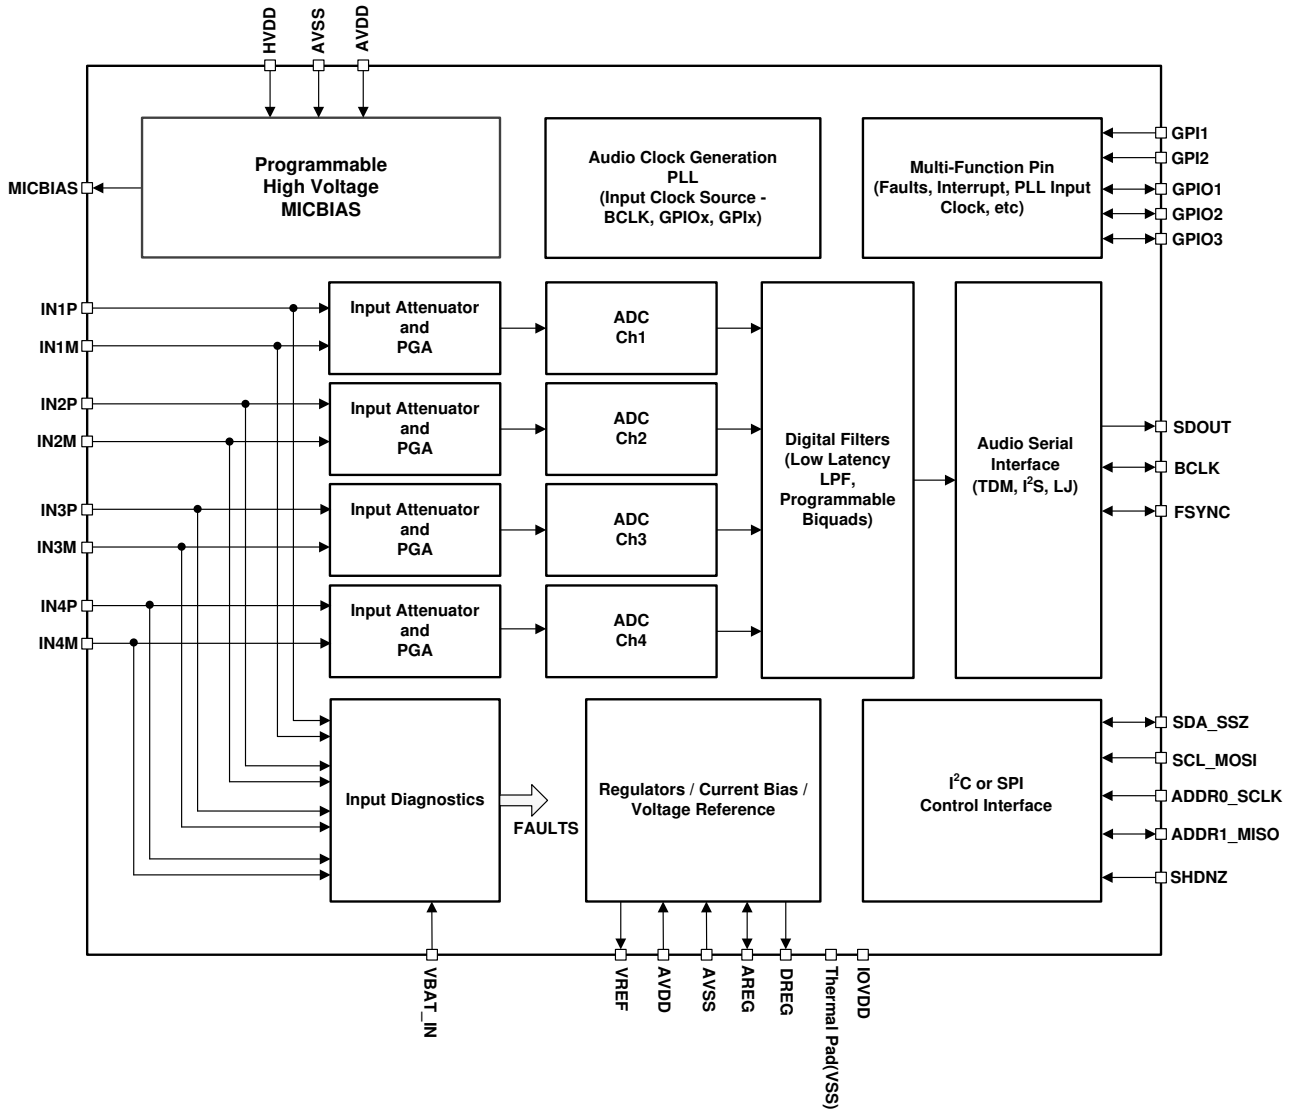 HVDD
AVSS
AVDD
Programmable
High Voltage
MICBIAS
Audio Clock Generation
PLL
(Input Clock Source -
BCLK, GPIOx, GPIx)
Multi-Function Pin
(Faults, Interrupt, PLL Input
Clock, etc)
GPI1
GPI2
GPIO1
GPIO2
GPIO3
MICBIAS
IN1P
IN1M
IN2P
IN2M
IN3P
IN3M
IN4P
IN4M
Input Attenuator
and
PGA
ADC
Ch1
Input Attenuator
and
PGA
ADC
Ch2
Input Attenuator
and
PGA
ADC
Ch3
Input Attenuator
and
PGA
ADC
Ch4
Digital Filters
(Low Latency
LPF,
Programmable
Biquads)
Audio Serial
Interface
(TDM, I²S, LJ)
SDOUT
BCLK
FSYNC
Input Diagnostics
FAULTS
Regulators / Current Bias /
Voltage Reference
I²C or SPI
Control Interface
SDA_SSZ
SCL_MOSI
ADDR0_SCLK
ADDR1_MISO
SHDNZ
VBAT_IN
VREF
AVDD
AVSS
AREG
DREG
Thermal Pad(VSS)
IOVDD